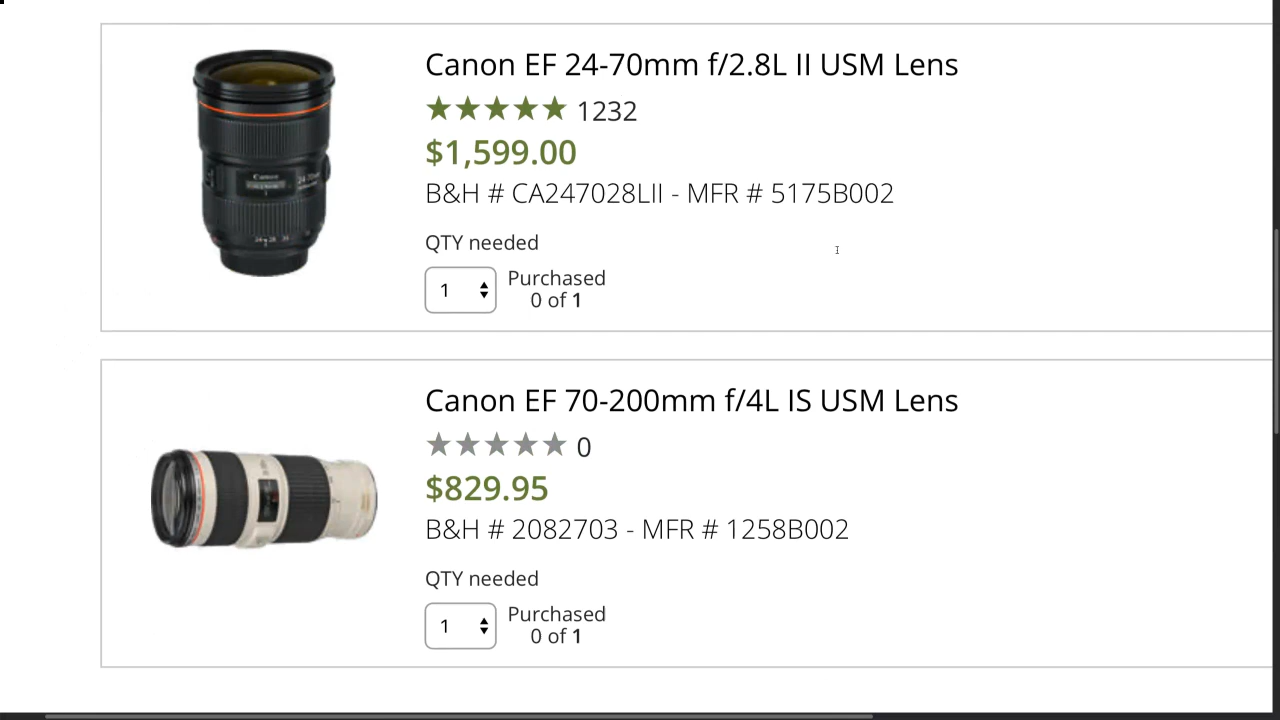 Canon EF 24-70mm f/2.8L II USM Lens
1232
$1,599.00
B&H # CA247028LII - MFR # 5175B002
QTY needed
1
Purchased
0 of 1
Canon
Canon EF 70-200mm f/4L IS USM Lens
0
$829.95
B&H # 2082703 - MFR # 1258B002
QTY needed
1
Purchased
0 of 1